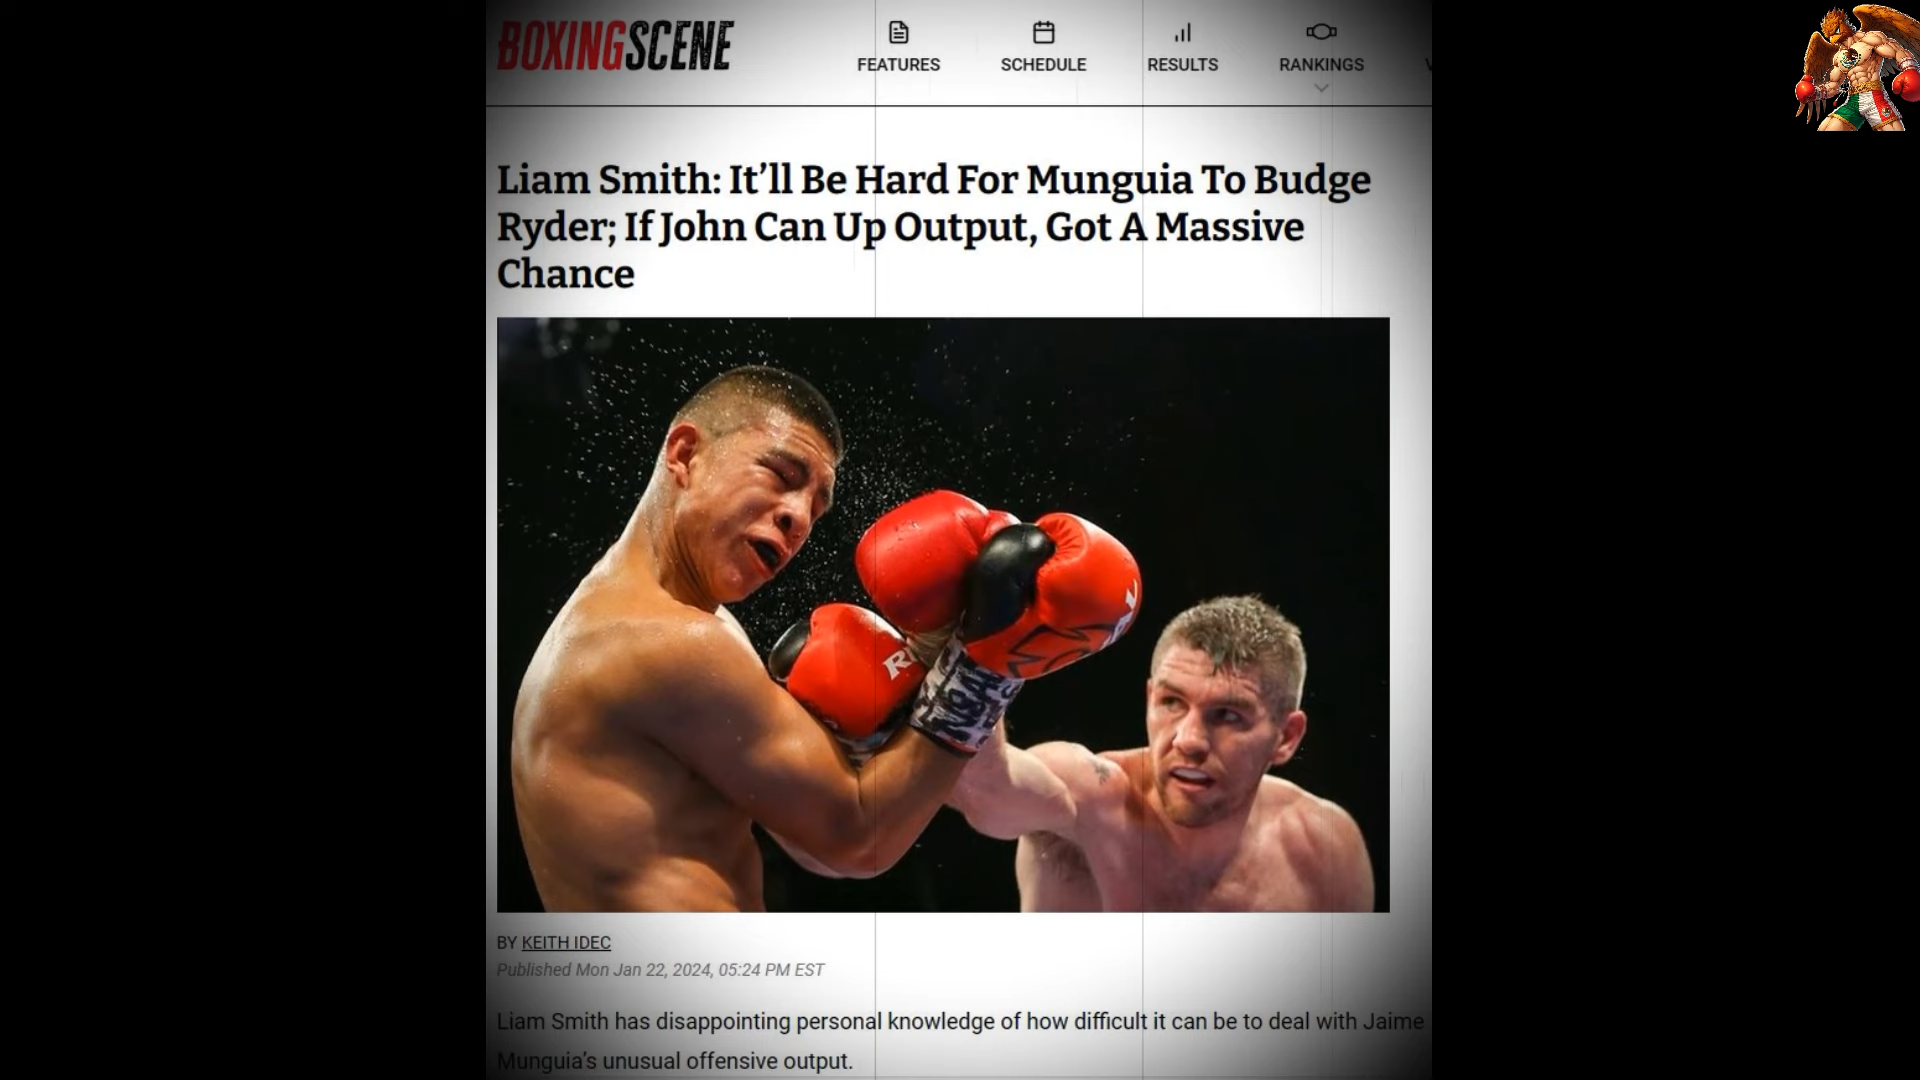 BOXINGSCENE
FEATURES
SCHEDULE
RESULTS
RANKINGS
Liam Smith: It’ll Be Hard For Munguia To Budge
Ryder; If John Can Up Output, Got A Massive
Chance
BY KEITH IDEC
Published Mon Jan 22, 2024, 05:24 PM EST
Liam Smith has disappointing personal knowledge of how difficult it can be to deal with Jaime
Munguia’s unusual offensive output.